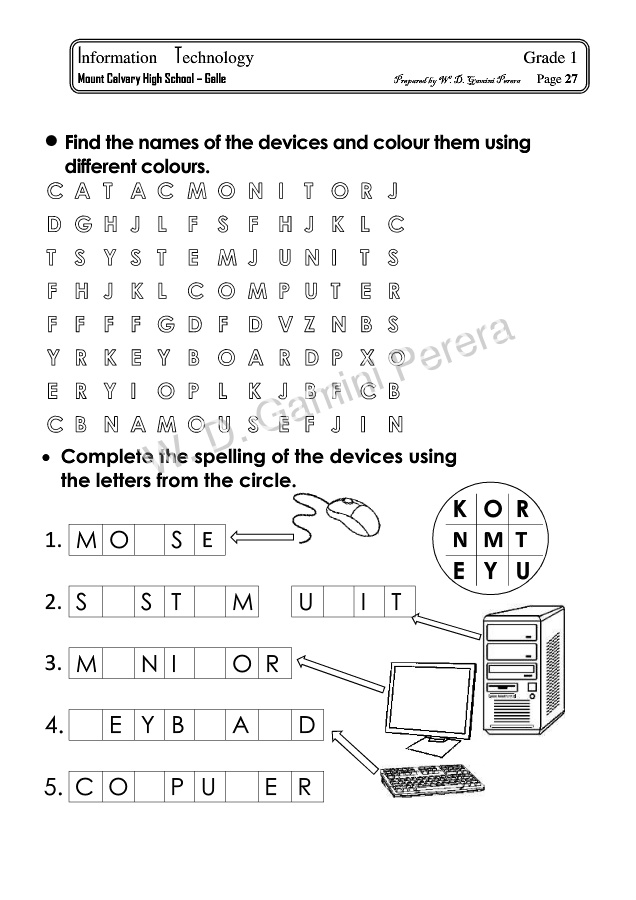 Information Technology Grade 1
Mount Calvary High School – Galle Prepared by W. D. Gamini Perera Page 27
● Find the names of the devices and colour them using
different colours.
C A T A C M O N I T O R J
D G H J L F S F H J K L C
T S Y S T E M J U N I T S
F H J K L C O M P U T E R
F F F F G D F D V Z N B S
Y R K E Y B O A R D P X O
E R Y I O P L K J B F C B
C B N A M O U S E F J I N
W. D. Gamini Perera
• Complete the spelling of the devices using
the letters from the circle.
K O R
N M T
E Y U
1. M O S E
2. S S T M U I T
3. M N I O R
4. E Y B A D
5. C O P U E R